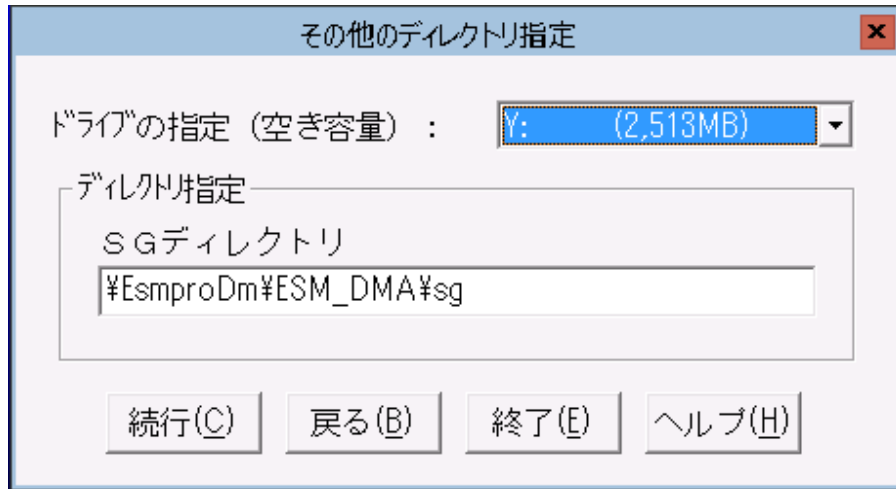 その他のディレクトリ指定
ﾄﾞﾗｲﾌﾞの指定（空き容量）： Y: (2,513MB)
ﾃﾞｨﾚｸﾄﾘ指定
ＳＧディレクトリ
¥EsmproDm¥ESM_DMA¥sg
続行(C) 戻る(B) 終了(E) ヘルプ(H)